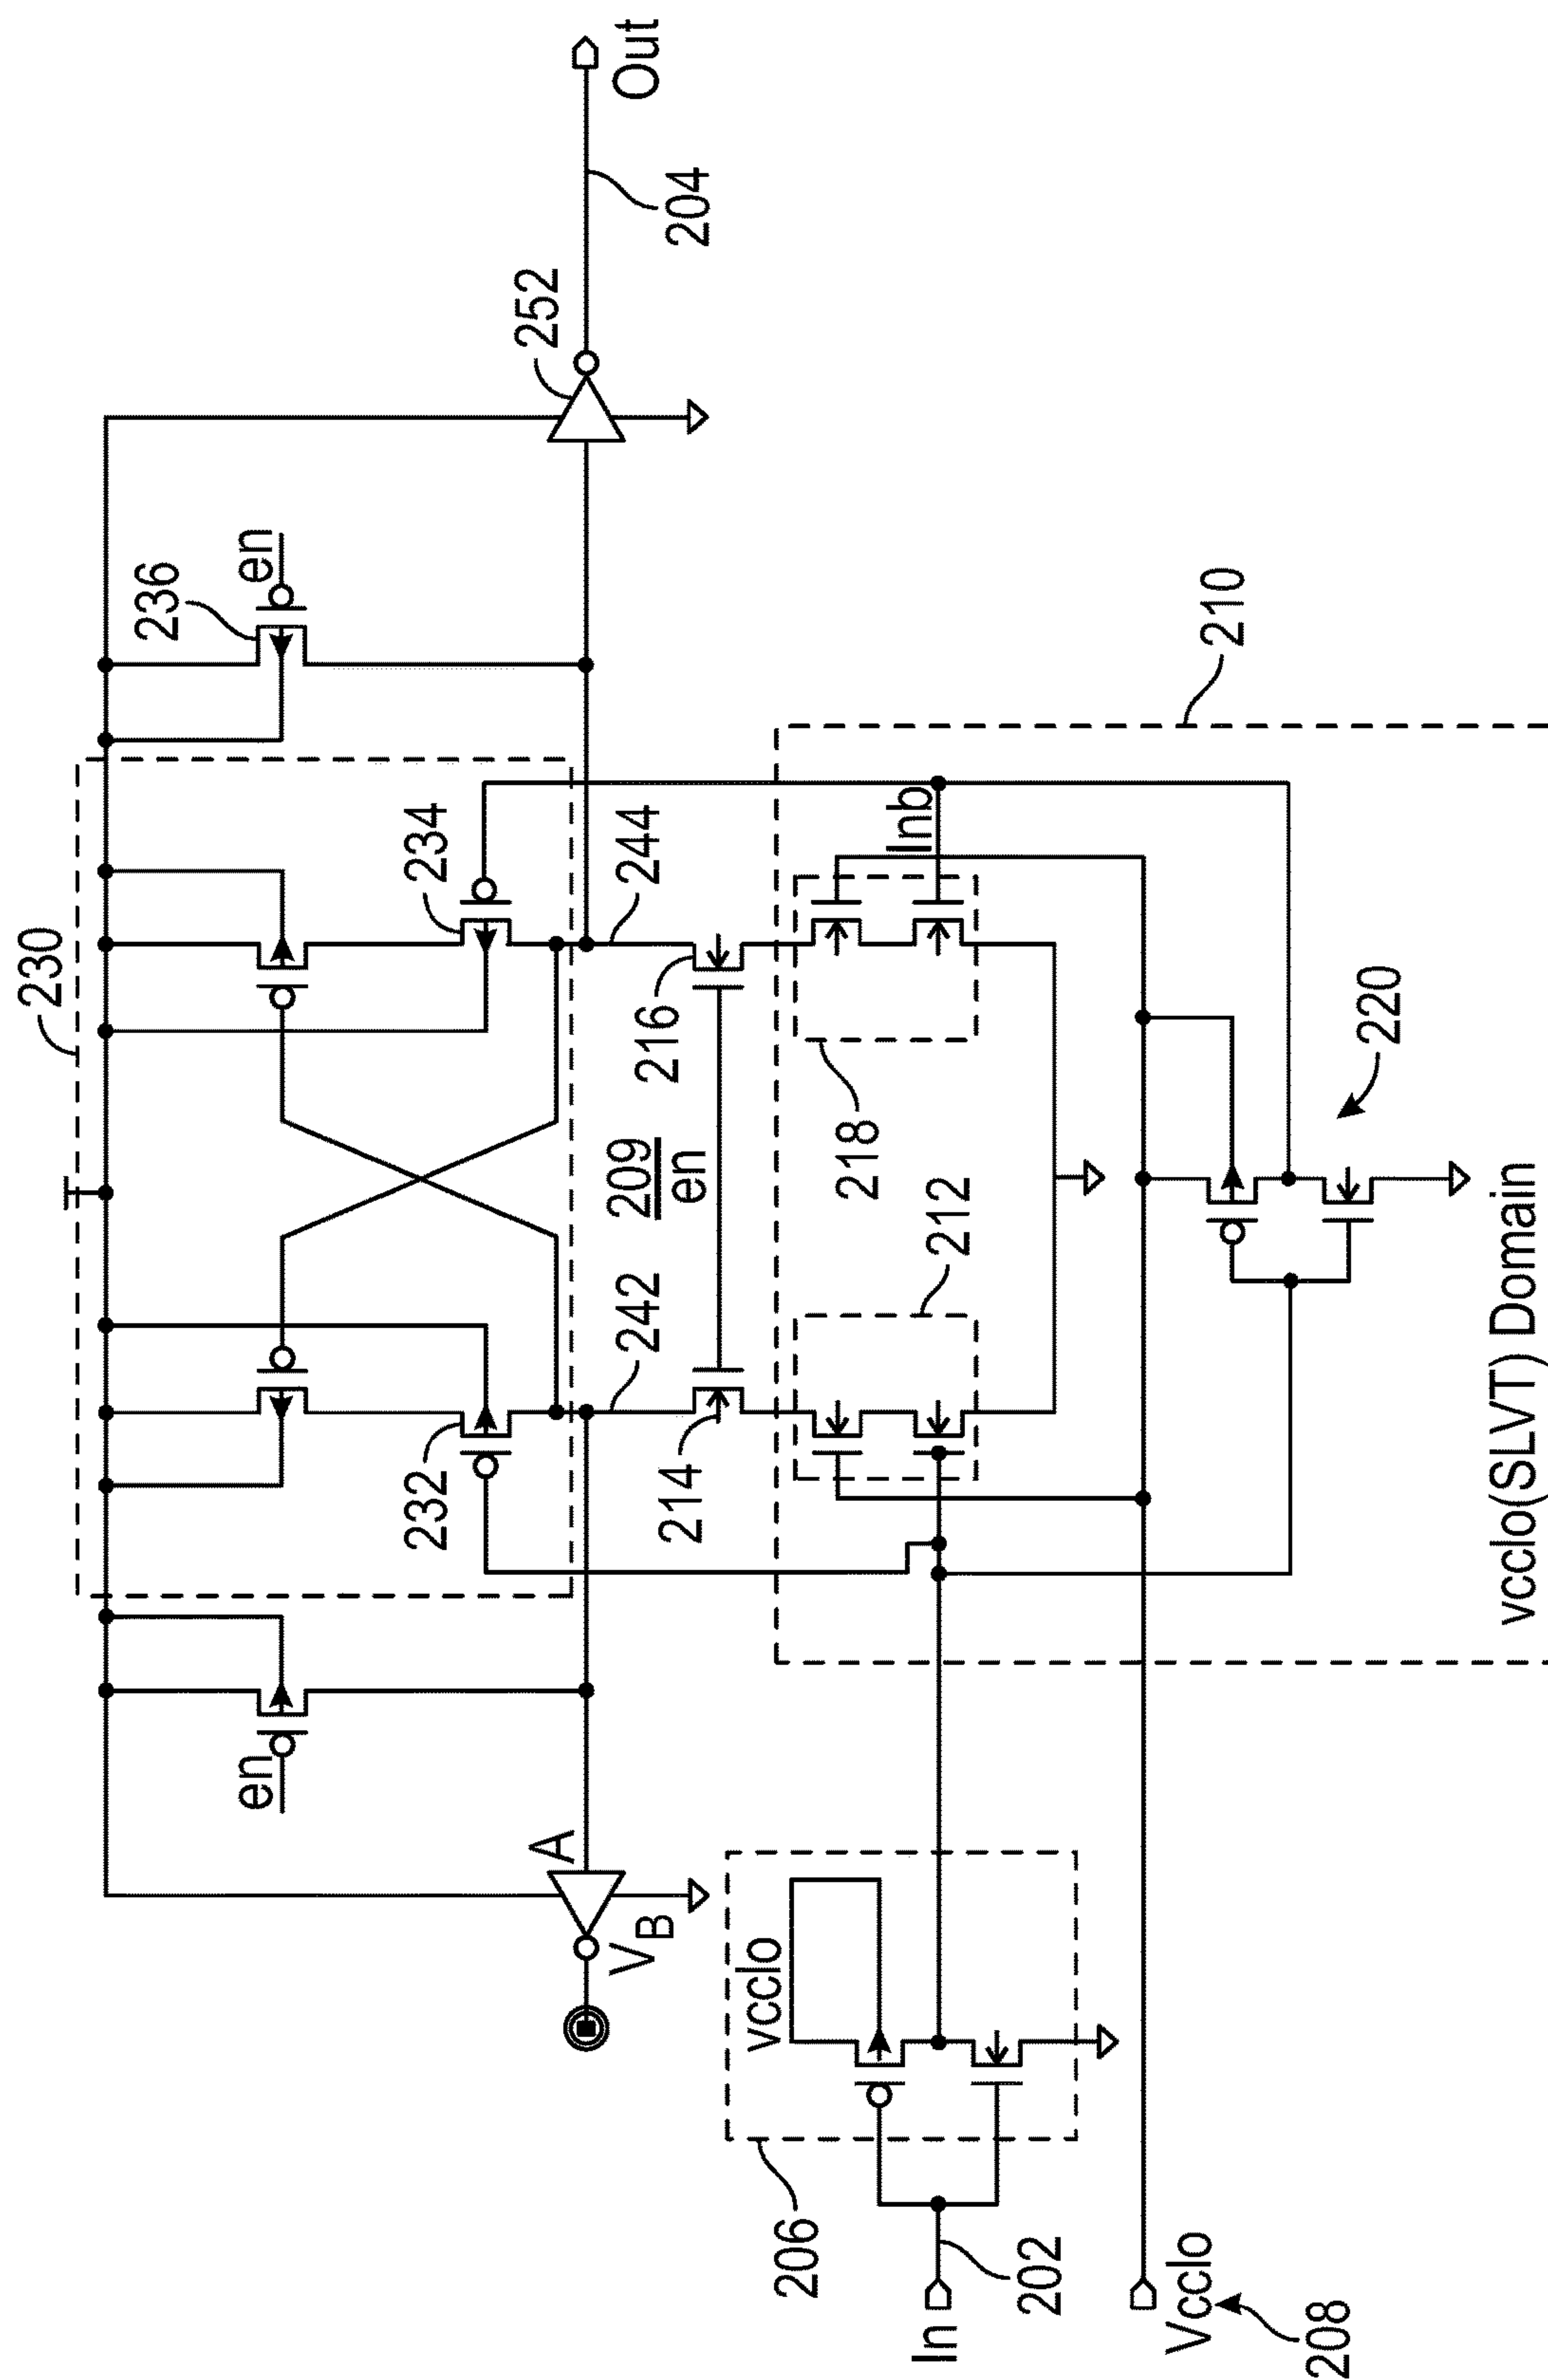 230
236
en
252
204
Out
234
244
232
242
en
A
V_B
216
209
en
214
Inb
218
212
210
220
vcclo
206
In
202
Vcclo
208
vcclo(SLVT) Domain